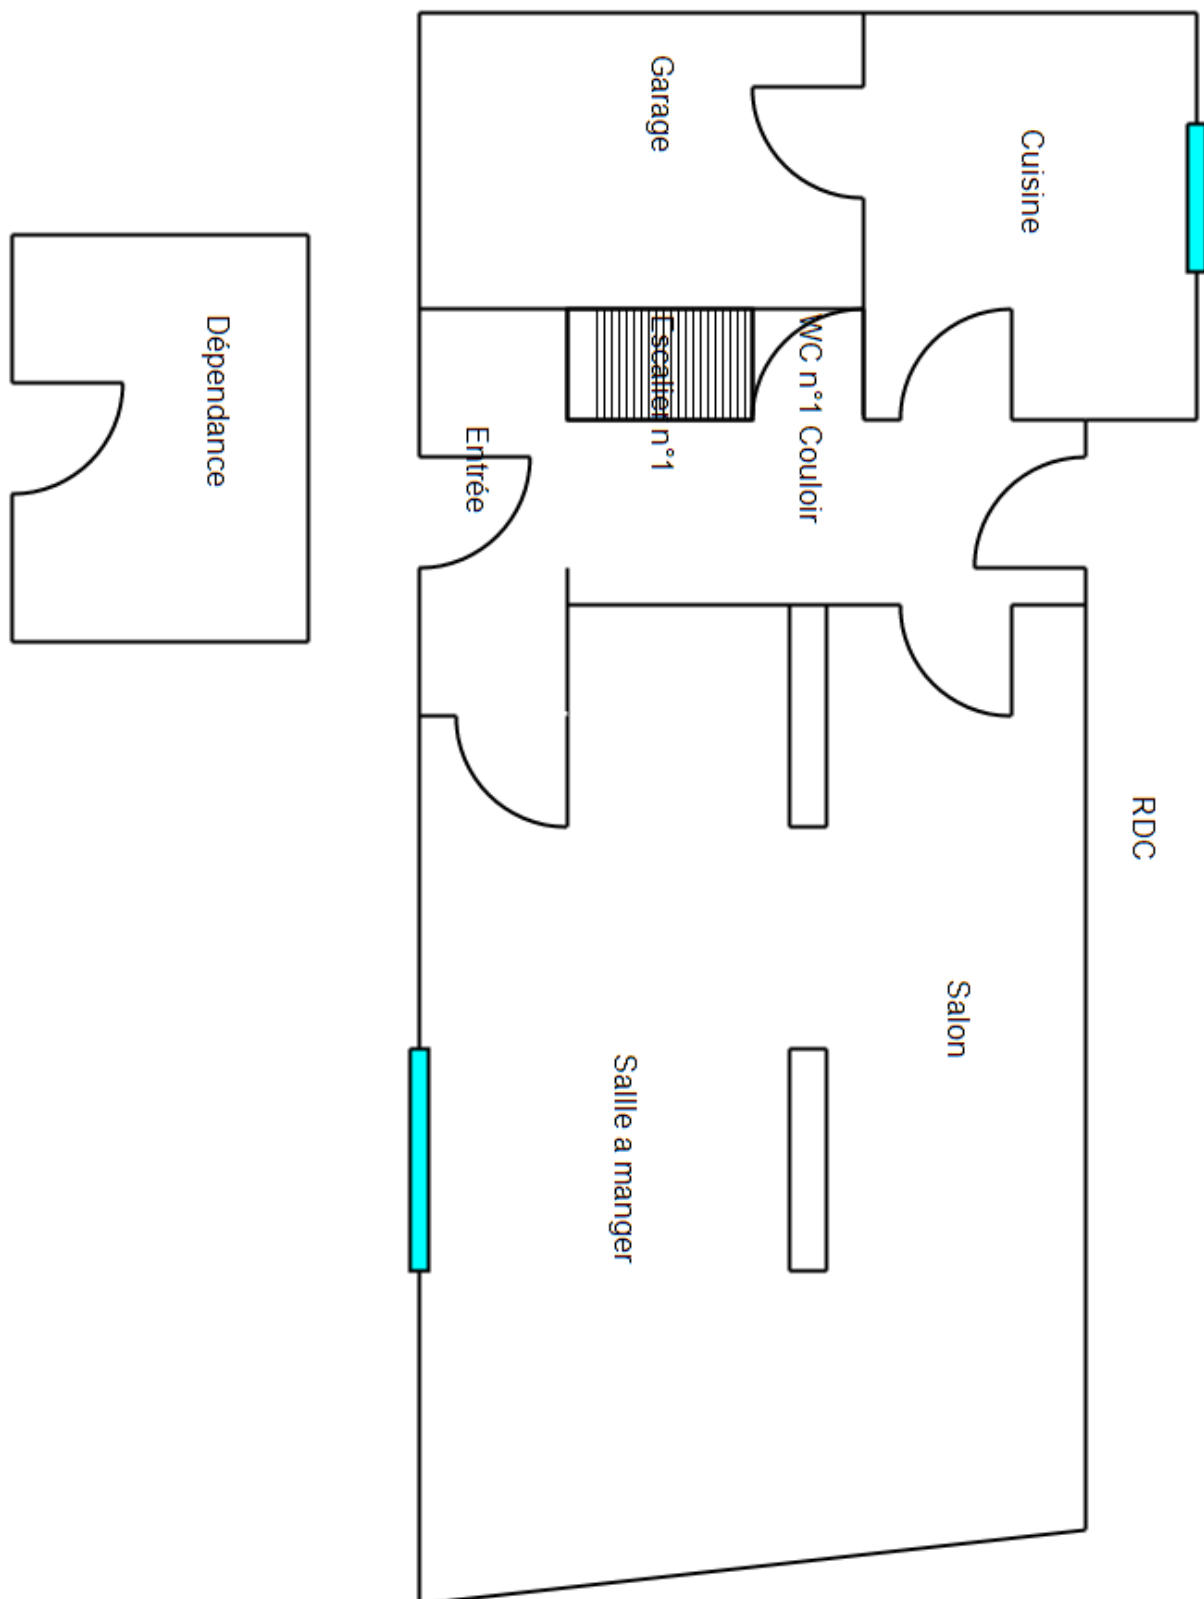 RDC
Cuisine
Salon
WC n°1
Couloir
Garage
Escalier n°1
Sallle a manger
Entrée
Dépendance